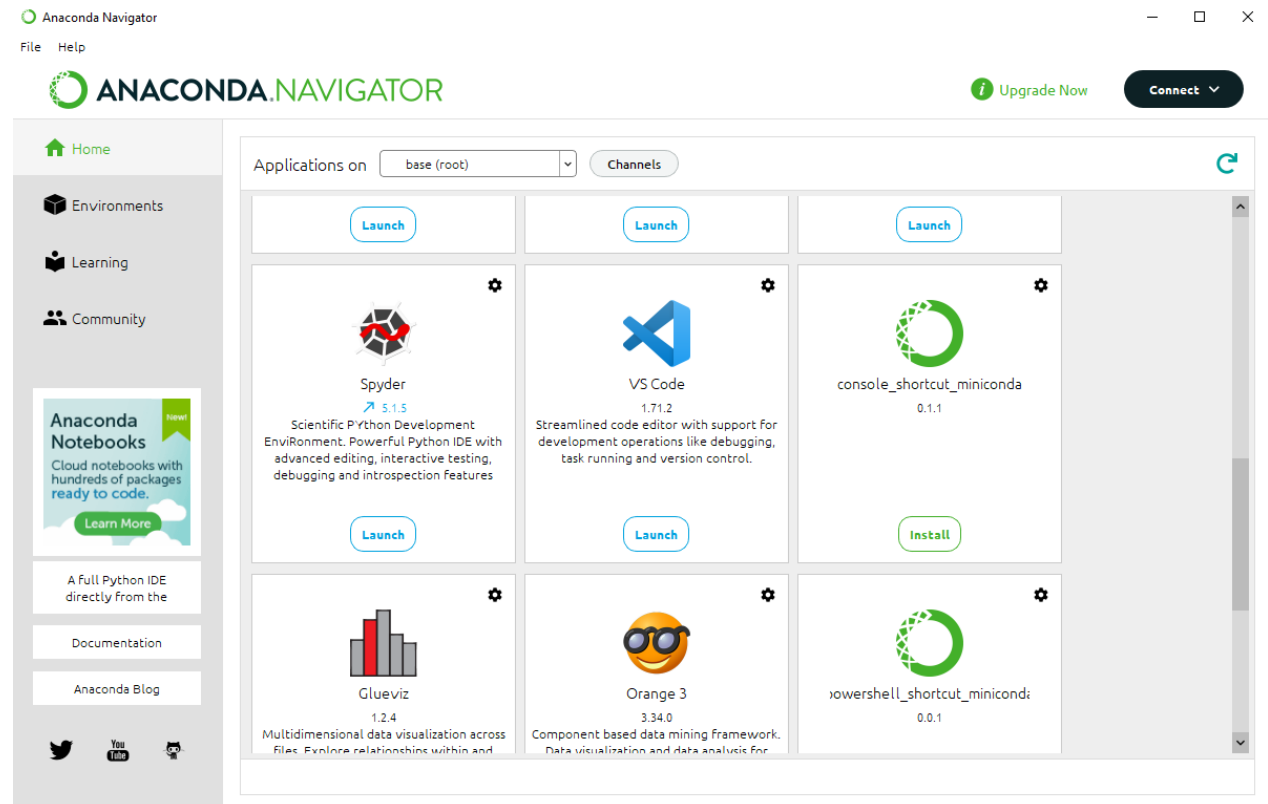 Anaconda Navigator
File Help
ANACONDA.NAVIGATOR
i Upgrade Now
Connect
Home
Environments
Learning
Community
Anaconda
Notebooks
New!
Cloud notebooks with
hundreds of packages
ready to code.
Learn More
A full Python IDE
directly from the
Documentation
Anaconda Blog
You
Tube
Applications on base (root) Channels
Launch Launch Launch
Spyder
5.1.5
Scientific PYthon Development
EnviRonment. Powerful Python IDE with
advanced editing, interactive testing,
debugging and introspection features
Launch
VS Code
1.71.2
Streamlined code editor with support for
development operations like debugging,
task running and version control.
Launch
console_shortcut_miniconda
0.1.1
Install
Glueviz
1.2.4
Multidimensional data visualization across
files. Explore relationships within and
Orange 3
3.34.0
Component based data mining framework.
Data visualization and data analysis for
powershell_shortcut_miniconda
0.0.1